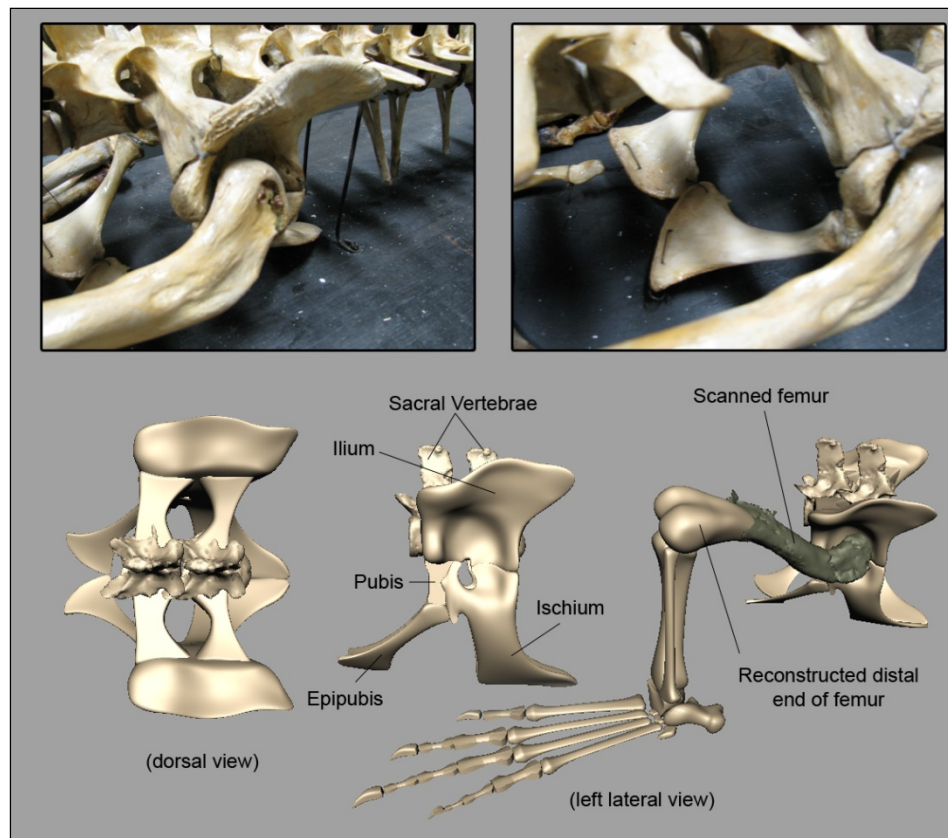 Sacral Vertebrae
Ilium
Scanned femur
Pubis
Ischium
Epipubis
Reconstructed distal
end of femur
(dorsal view)
(left lateral view)